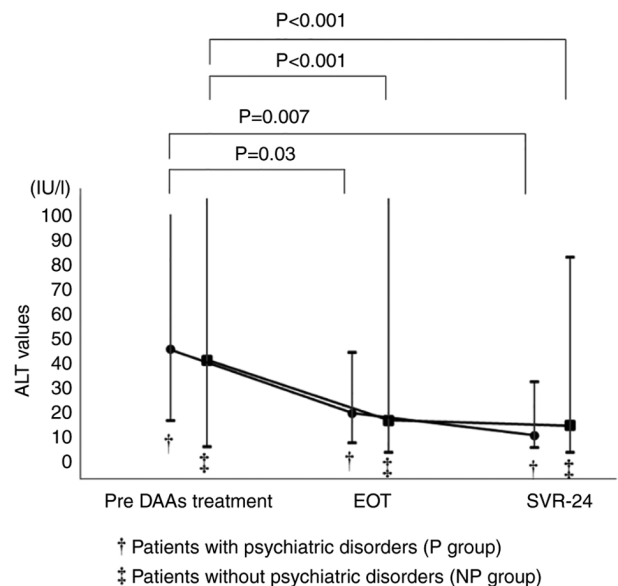 P<0.001
P<0.001
P=0.007
P=0.03
(IU/l)
100
90
80
70
60
50
40
30
20
10
0
ALT values
†
‡
†
‡
†
‡
Pre DAAs treatment EOT SVR-24
† Patients with psychiatric disorders (P group)
‡ Patients without psychiatric disorders (NP group)